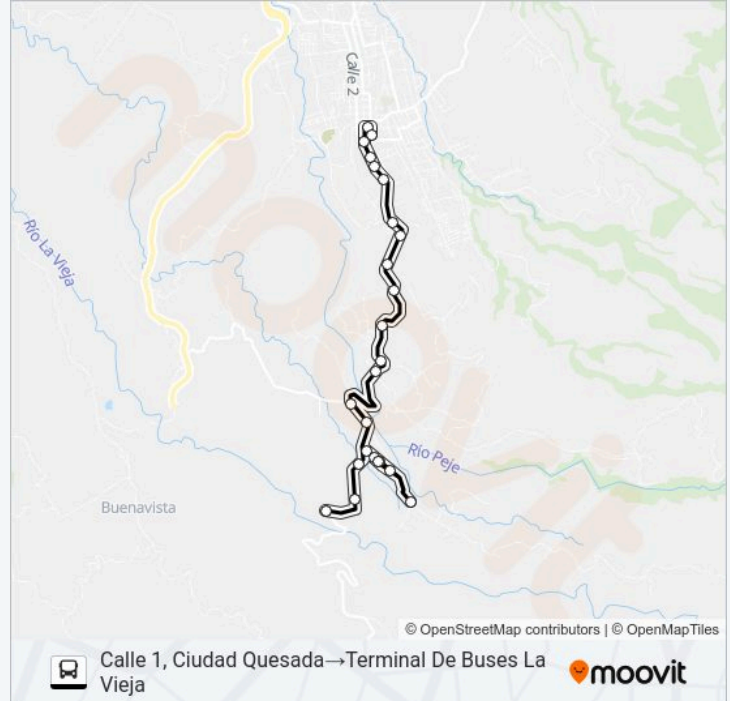 Calle 2
Río La Vieja
Río Peje
Buenavista
moovit
© OpenStreetMap contributors | © OpenMapTiles
Calle 1, Ciudad Quesada→Terminal De Buses La
Vieja
moovit